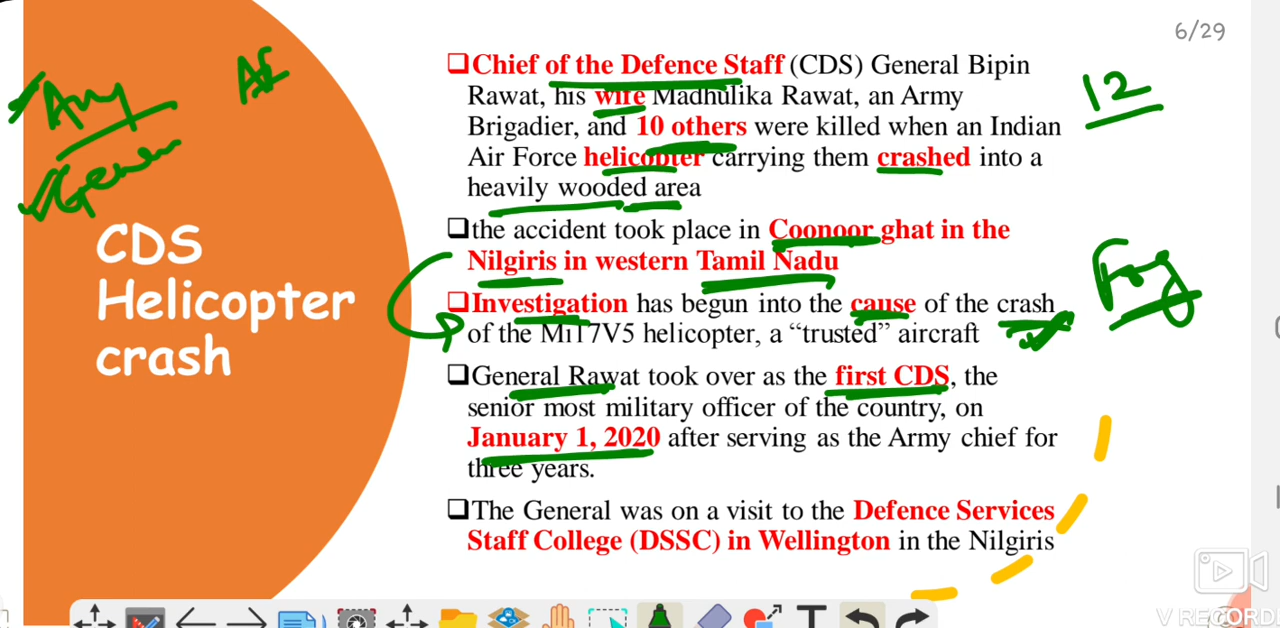 6/29
Army
AF
General
CDS
Helicopter
crash
❑Chief of the Defence Staff (CDS) General Bipin
Rawat, his wife Madhulika Rawat, an Army
Brigadier, and 10 others were killed when an Indian
Air Force helicopter carrying them crashed into a
heavily wooded area
12
❑the accident took place in Coonoor ghat in the
Nilgiris in western Tamil Nadu
❑Investigation has begun into the cause of the crash
of the Mi17V5 helicopter, a “trusted” aircraft
Fog
❑General Rawat took over as the first CDS, the
senior most military officer of the country, on
January 1, 2020 after serving as the Army chief for
three years.
❑The General was on a visit to the Defence Services
Staff College (DSSC) in Wellington in the Nilgiris
V RECORD